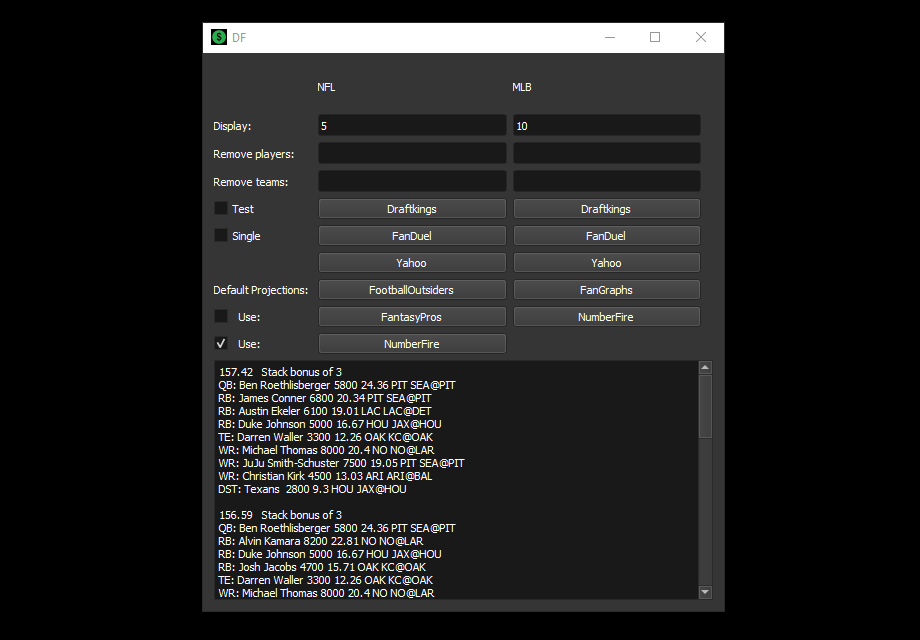 DF
NFL MLB
Display: 5 10
Remove players:
Remove teams:
Test Draftkings Draftkings
Single FanDuel FanDuel
Yahoo Yahoo
Default Projections: FootballOutsiders FanGraphs
Use: FantasyPros NumberFire
Use: NumberFire
157.42 Stack bonus of 3
QB: Ben Roethlisberger 5800 24.36 PIT SEA@PIT
RB: James Conner 6800 20.34 PIT SEA@PIT
RB: Austin Ekeler 6100 19.01 LAC LAC@DET
RB: Duke Johnson 5000 16.67 HOU JAX@HOU
TE: Darren Waller 3300 12.26 OAK KC@OAK
WR: Michael Thomas 8000 20.4 NO NO@LAR
WR: JuJu Smith-Schuster 7500 19.05 PIT SEA@PIT
WR: Christian Kirk 4500 13.03 ARI ARI@BAL
DST: Texans 2800 9.3 HOU JAX@HOU
156.59 Stack bonus of 3
QB: Ben Roethlisberger 5800 24.36 PIT SEA@PIT
RB: Alvin Kamara 8200 22.81 NO NO@LAR
RB: Duke Johnson 5000 16.67 HOU JAX@HOU
RB: Josh Jacobs 4700 15.71 OAK KC@OAK
TE: Darren Waller 3300 12.26 OAK KC@OAK
WR: Michael Thomas 8000 20.4 NO NO@LAR